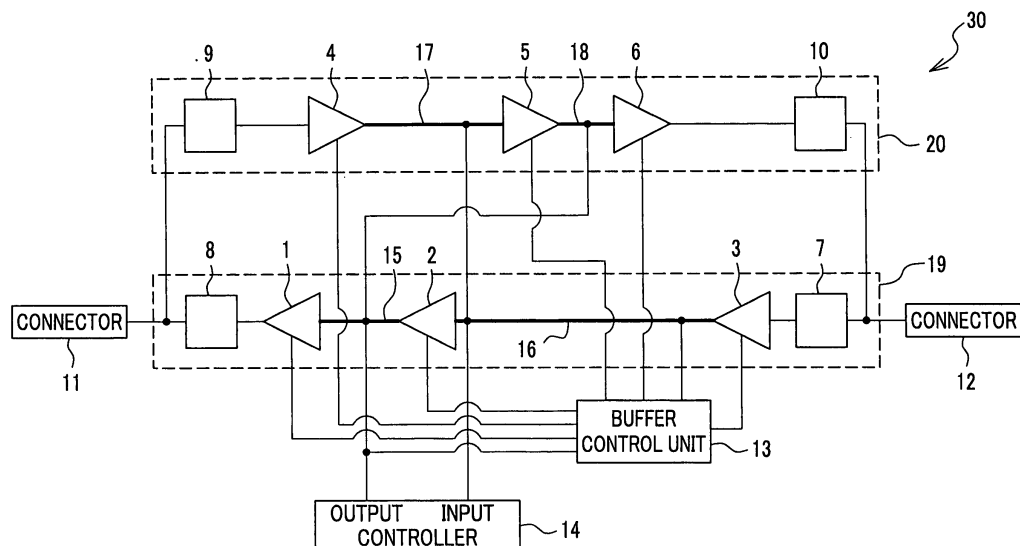 30
9 4 17 5 18 6 10
20
1 15 2 3 7
8 19
CONNECTOR CONNECTOR
16
11 12
BUFFER
CONTROL UNIT 13
OUTPUT INPUT
CONTROLLER 14